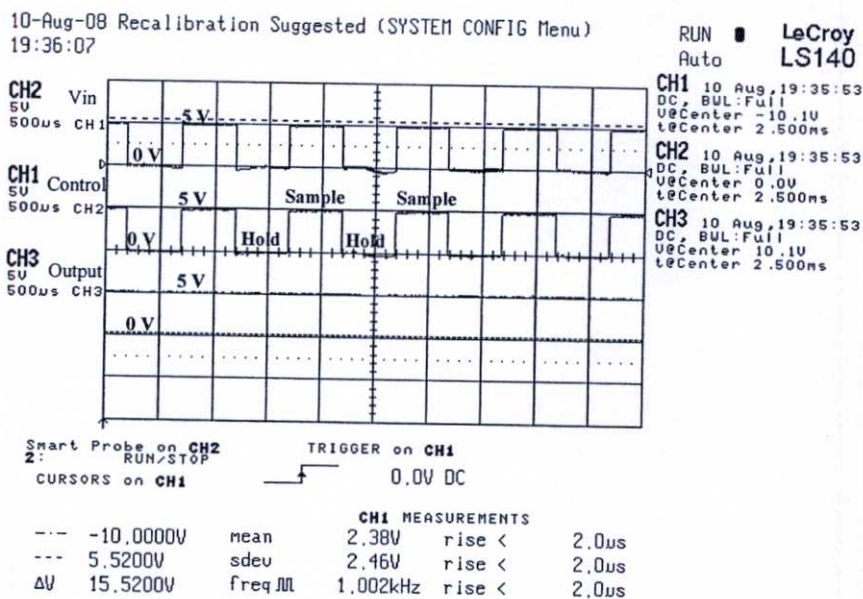 10-Aug-08 Recalibration Suggested (SYSTEM CONFIG Menu)
19:36:07
RUN
LeCroy
Auto
LS140
CH2 Vin
5V
500us CH1
5 V
0 V
CH1 Control
5V
500us CH2
5 V
Sample
Sample
0 V
Hold
Hold
CH3 Output
5V
500us CH3
5 V
0 V
CH1 10 Aug,19:35:53
DC, BWL:Full
V@Center -10.1V
t@Center 2.500ms
CH2 10 Aug,19:35:53
DC, BWL:Full
V@Center 0.0V
t@Center 2.500ms
CH3 10 Aug,19:35:53
DC, BWL:Full
V@Center 10.1V
t@Center 2.500ms
Smart Probe on CH2
2: RUN/STOP
CURSORS on CH1
TRIGGER on CH1
0.0V DC
CH1 MEASUREMENTS
-·- -10.0000V mean 2.38V rise < 2.0us
--- 5.5200V sdev 2.46V rise < 2.0us
ΔV 15.5200V freq 1.002kHz rise < 2.0us